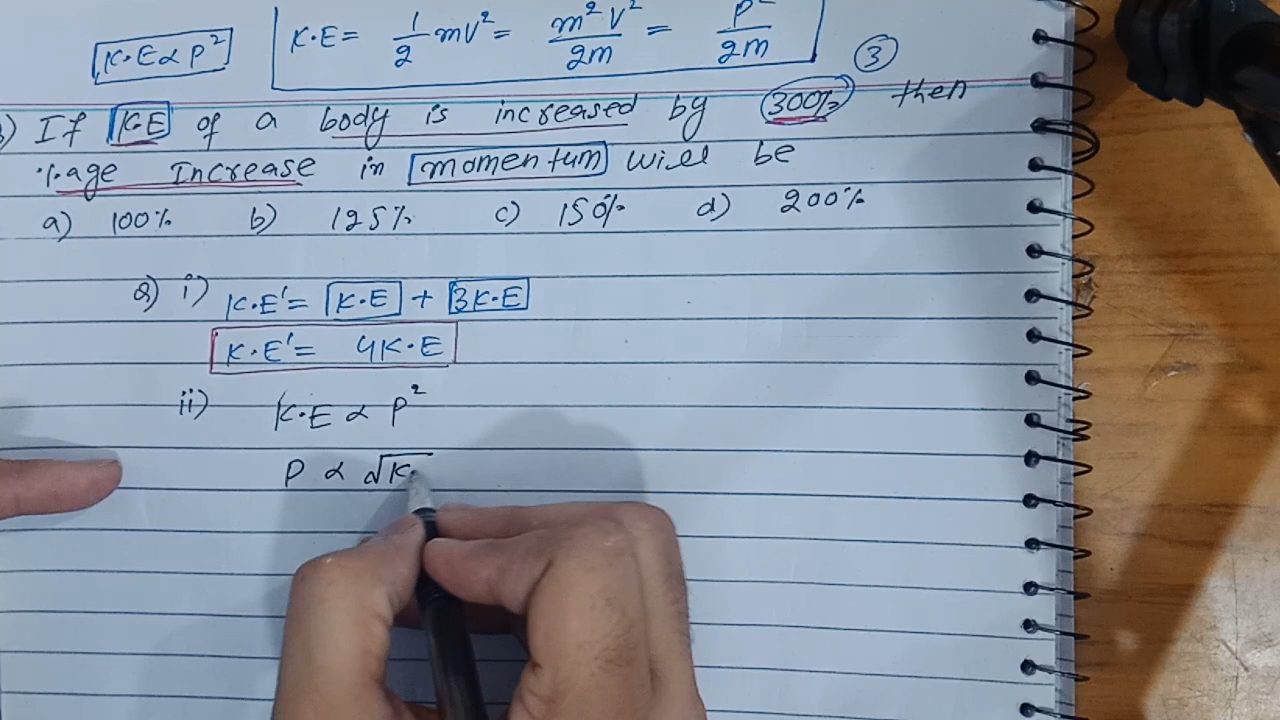 K·E ∝ P² K·E = 1/2 mv² = m²v²/2m = P²/2m
③
) If K·E of a body is increased by 300% then
%age Increase in momentum will be
a) 100% b) 125% c) 150% d) 200%
i) K·E' = K·E + 3K·E
K·E' = 4K·E
ii) K·E ∝ P²
P ∝ √K·